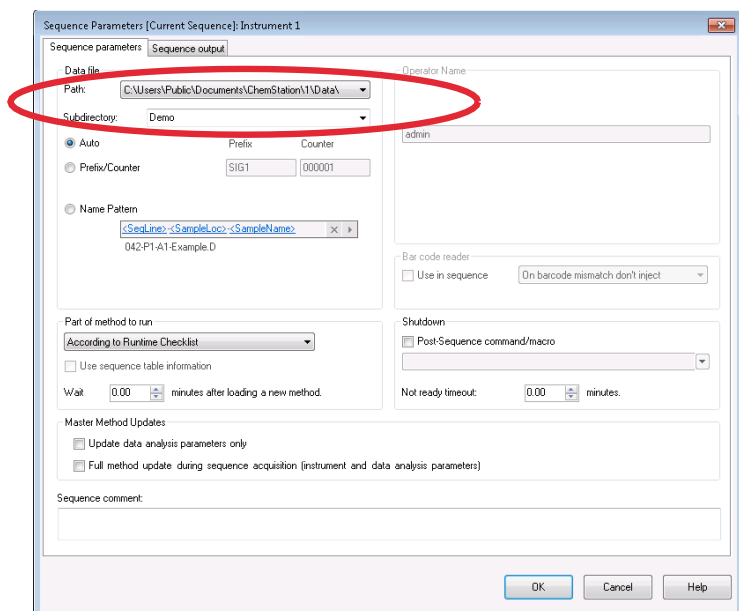 Sequence Parameters [Current Sequence]: Instrument 1
Sequence parameters
Sequence output
Data file
Path:
C:\Users\Public\Documents\ChemStation\1\Data\
Subdirectory:
Demo
Auto
Prefix
Counter
Prefix/Counter
SIG1
000001
Name Pattern
<SeqLine>-<SampleLoc>-<SampleName>
042-P1-A1-Example.D
Operator Name
admin
Bar code reader
Use in sequence
On barcode mismatch don't inject
Part of method to run
According to Runtime Checklist
Use sequence table information
Wait
0.00
minutes after loading a new method.
Shutdown
Post-Sequence command/macro
Not ready timeout:
0.00
minutes.
Master Method Updates
Update data analysis parameters only
Full method update during sequence acquisition (instrument and data analysis parameters)
Sequence comment:
OK
Cancel
Help